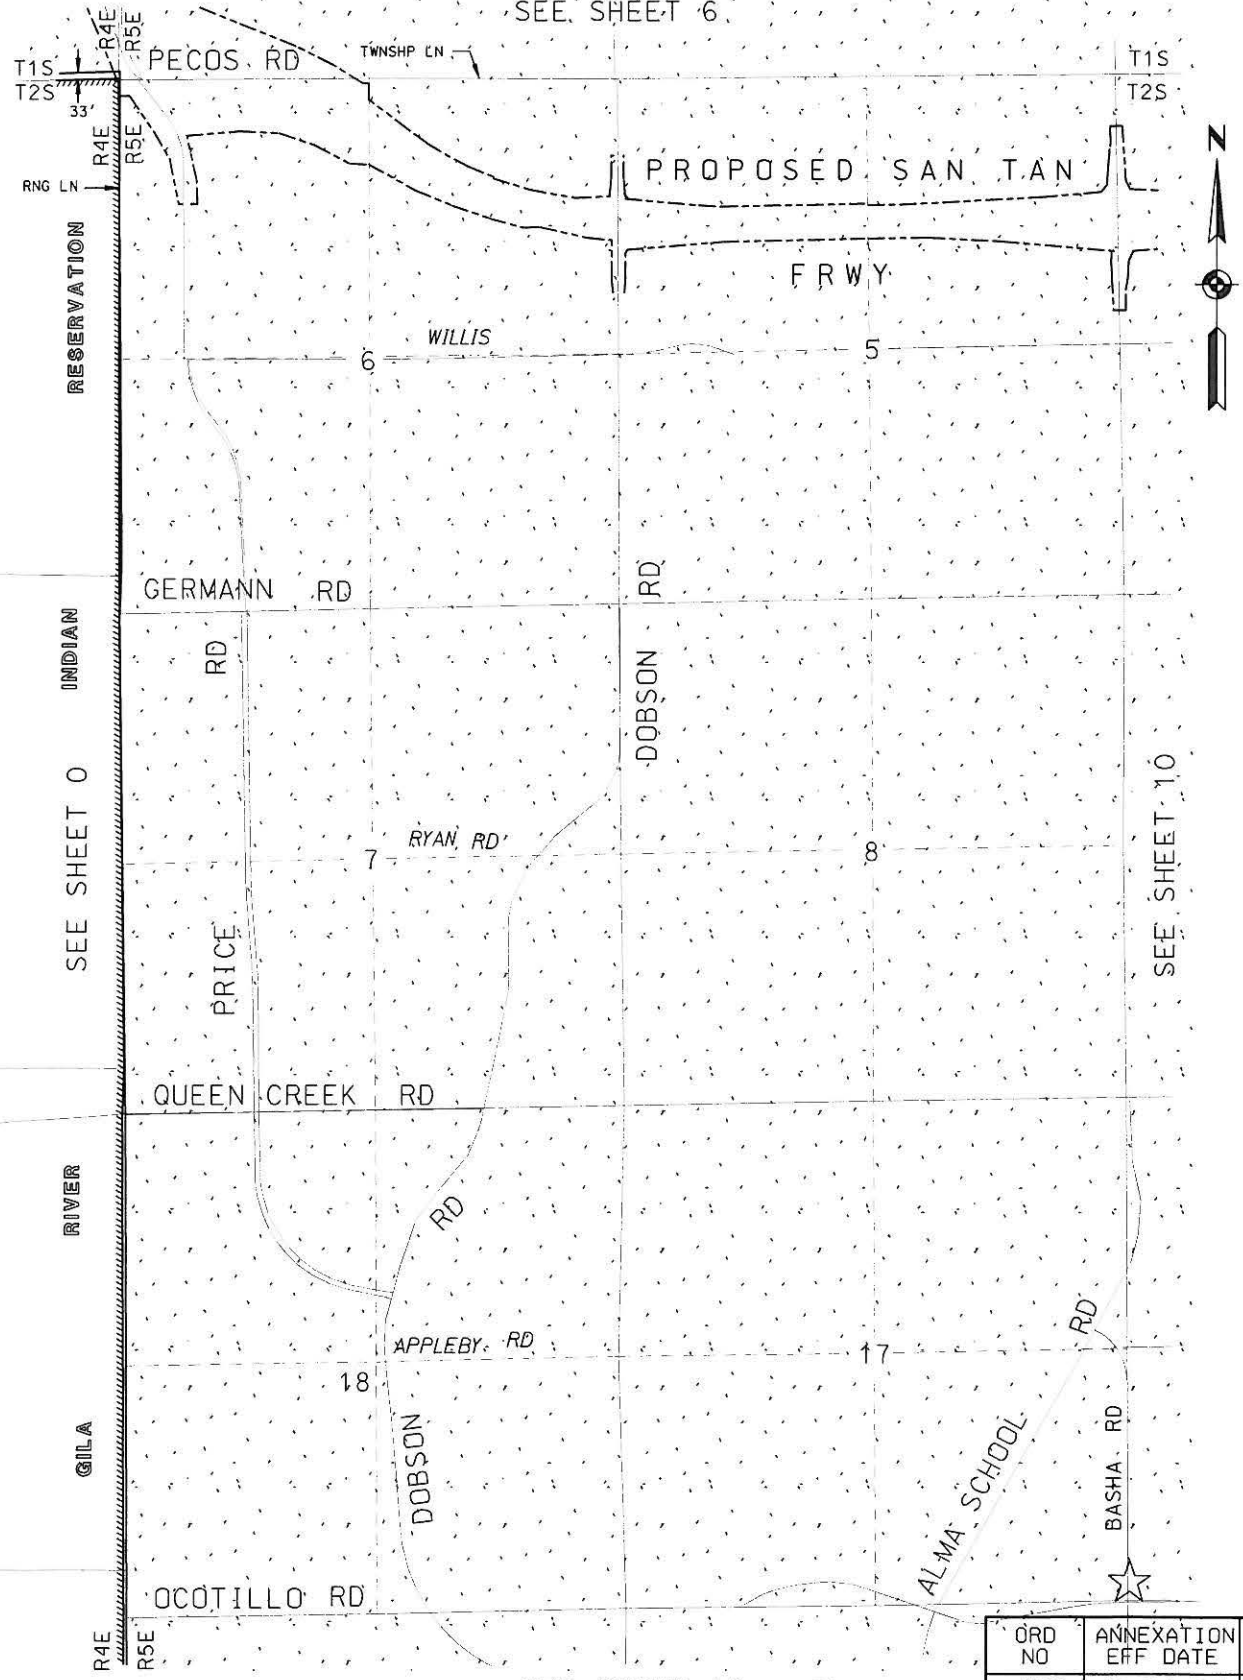 SEE SHEET 6
R4E
R5E
PECOS RD
TWNSHP LN
T1S
T2S
33'
T1S
T2S
R4E
R5E
N
RNG LN
PROPOSED SAN TAN
FRWY
WILLIS
6
5
GERMANN RD
RD
DOBSON
RD
PRICE
RYAN RD
7
8
SEE SHEET 0
SEE SHEET 10
GILA RIVER INDIAN RESERVATION
QUEEN CREEK RD
RD
APPLEBY RD
18
17
DOBSON
ALMA SCHOOL RD
BASHA RD
OCOTILLO RD
R4E
R5E
ORD NO
ANNEXATION EFF DATE